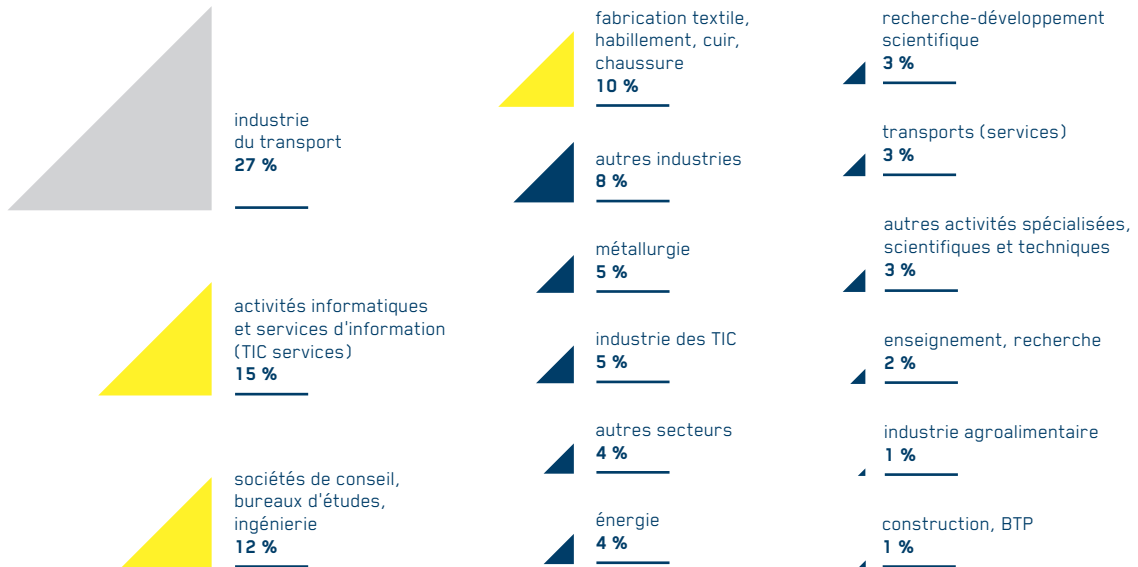 industrie
du transport
27 %
activités informatiques
et services d'information
(TIC services)
15 %
sociétés de conseil,
bureaux d'études,
ingénierie
12 %
fabrication textile,
habillement, cuir,
chaussure
10 %
autres industries
8 %
métallurgie
5 %
industrie des TIC
5 %
autres secteurs
4 %
énergie
4 %
recherche-développement
scientifique
3 %
transports (services)
3 %
autres activités spécialisées,
scientifiques et techniques
3 %
enseignement, recherche
2 %
industrie agroalimentaire
1 %
construction, BTP
1 %